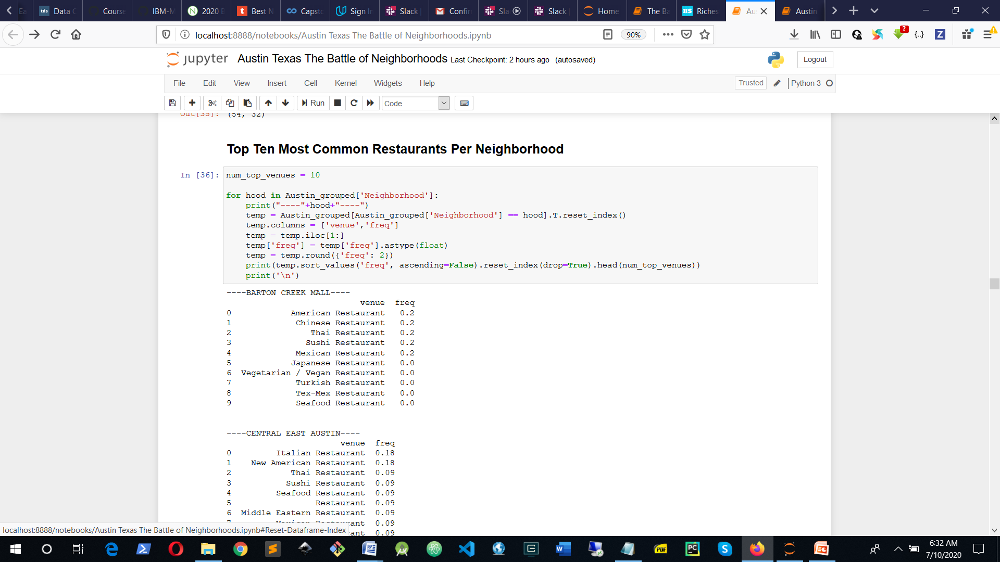 Ea
tds Data C
Course
IBM-M
N 2020 E
t Best N
Capsto
Sign In
Slack
Confir
Sla
Slack
Home
The Ba
HS Riches
Au
Austin
localhost:8888/notebooks/Austin Texas The Battle of Neighborhoods.ipynb
90%
jupyter Austin Texas The Battle of Neighborhoods Last Checkpoint: 2 hours ago (autosaved)
Logout
File Edit View Insert Cell Kernel Widgets Help
Trusted
Python 3
Run
Code
Out[35]: (54, 32)
Top Ten Most Common Restaurants Per Neighborhood
In [36]: num_top_venues = 10
for hood in Austin_grouped['Neighborhood']:
print("----"+hood+"----")
temp = Austin_grouped[Austin_grouped['Neighborhood'] == hood].T.reset_index()
temp.columns = ['venue','freq']
temp = temp.iloc[1:]
temp['freq'] = temp['freq'].astype(float)
temp = temp.round({'freq': 2})
print(temp.sort_values('freq', ascending=False).reset_index(drop=True).head(num_top_venues))
print('\n')
----BARTON CREEK MALL----
venue freq
0 American Restaurant 0.2
1 Chinese Restaurant 0.2
2 Thai Restaurant 0.2
3 Sushi Restaurant 0.2
4 Mexican Restaurant 0.2
5 Japanese Restaurant 0.0
6 Vegetarian / Vegan Restaurant 0.0
7 Turkish Restaurant 0.0
8 Tex-Mex Restaurant 0.0
9 Seafood Restaurant 0.0
----CENTRAL EAST AUSTIN----
venue freq
0 Italian Restaurant 0.18
1 New American Restaurant 0.18
2 Thai Restaurant 0.09
3 Sushi Restaurant 0.09
4 Seafood Restaurant 0.09
5 Restaurant 0.09
6 Middle Eastern Restaurant 0.09
7 Mexican Restaurant 0.09
ant 0.09
localhost:8888/notebooks/Austin Texas The Battle of Neighborhoods.ipynb#Reset-Dataframe-Index
6:32 AM
7/10/2020